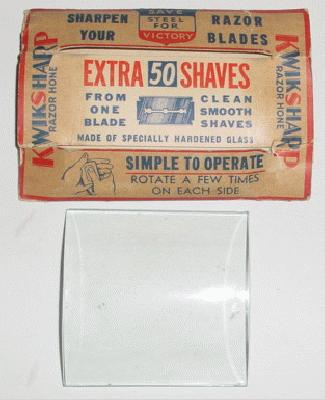 SHARPEN YOUR
SAVE STEEL FOR VICTORY
RAZOR BLADES
KWIKSHARP RAZOR HONE
EXTRA 50 SHAVES
FROM ONE BLADE
CLEAN SMOOTH SHAVES
MADE OF SPECIALLY HARDENED GLASS
KWIKSHARP RAZOR HONE
SIMPLE TO OPERATE
ROTATE A FEW TIMES
ON EACH SIDE